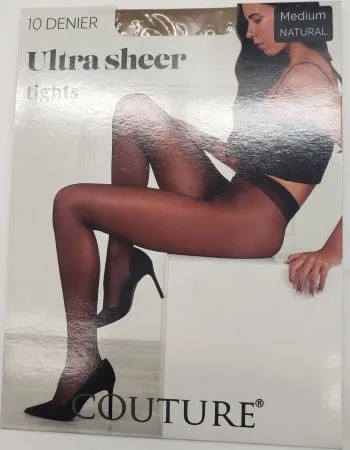 10 DENIER
Ultra sheer
tights
Medium
NATURAL
COUTURE®